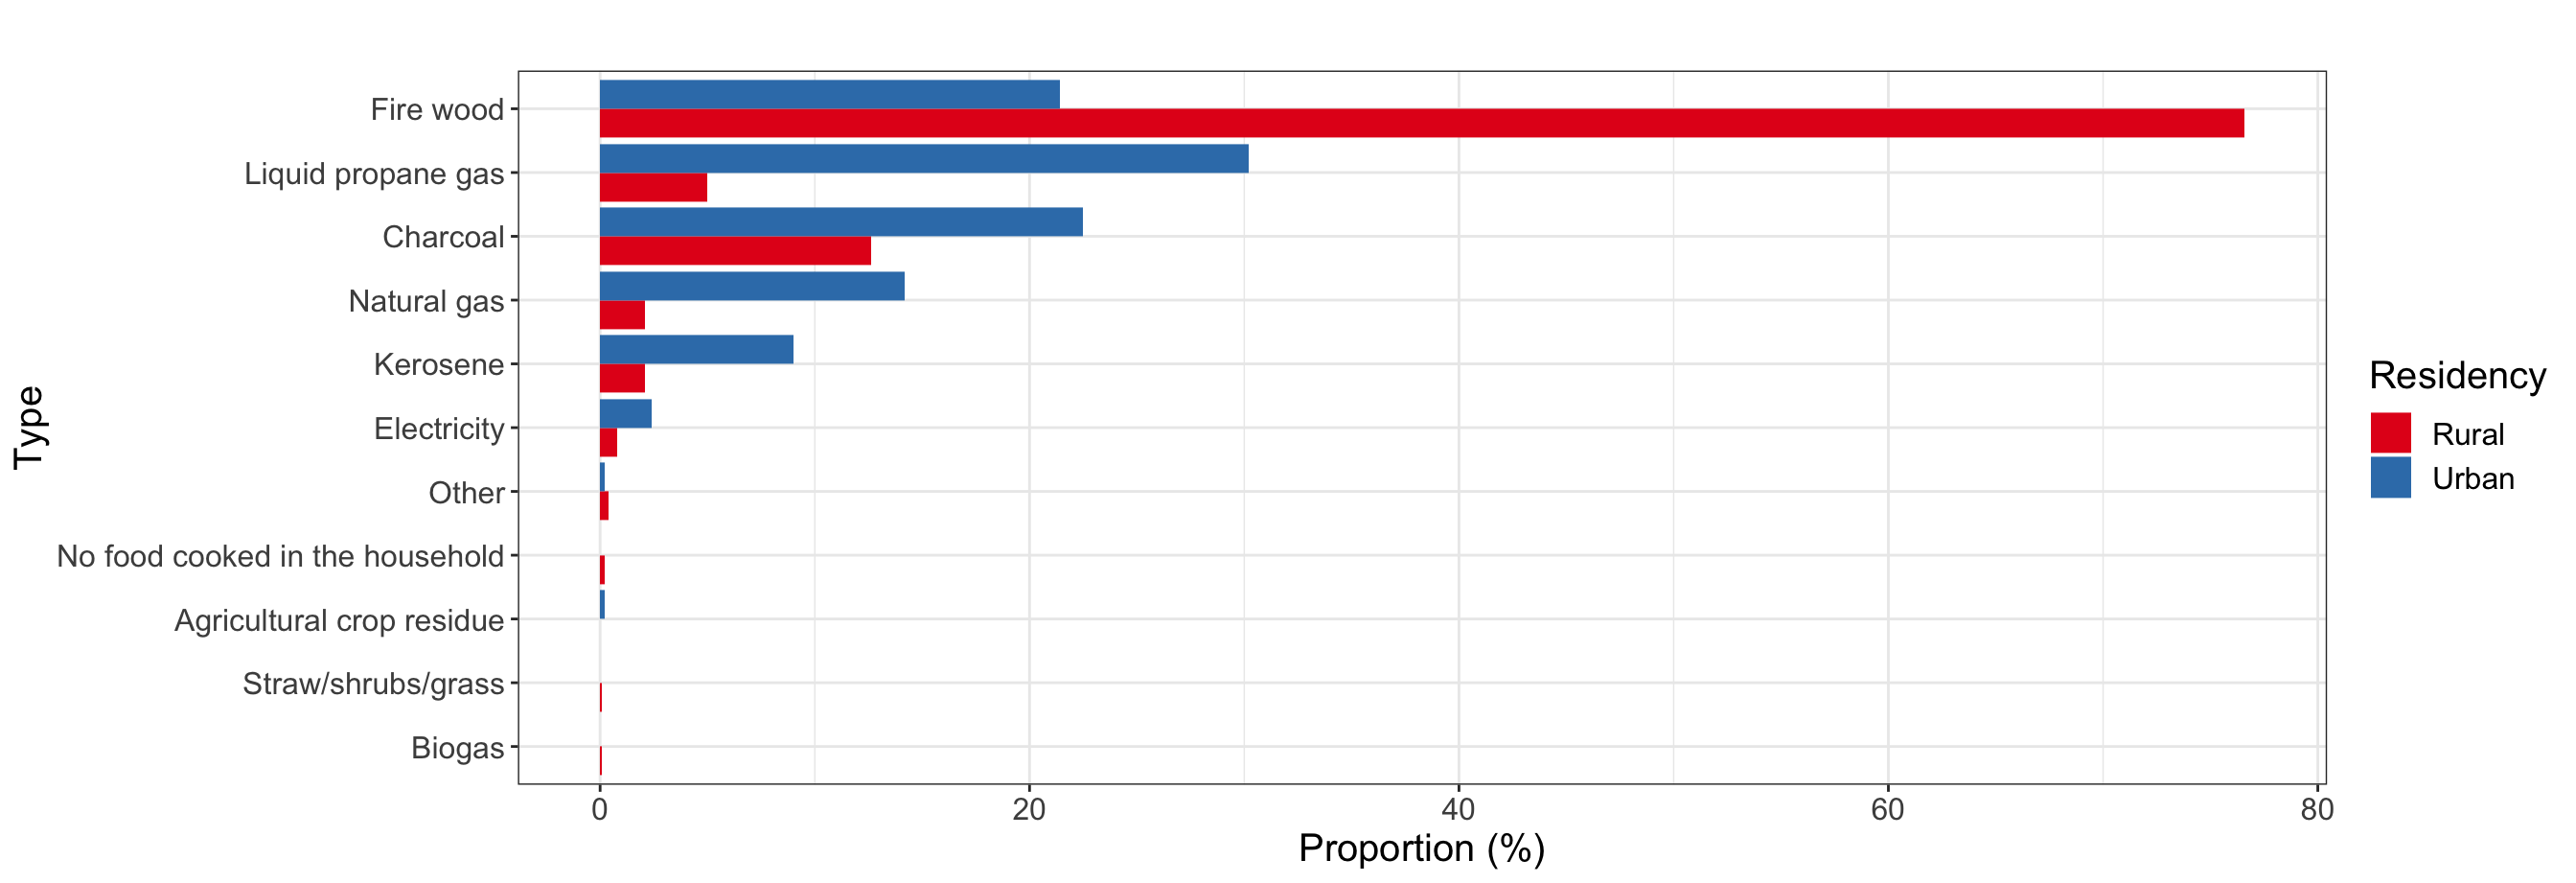 Type
Fire wood
Liquid propane gas
Charcoal
Natural gas
Kerosene
Electricity
Other
No food cooked in the household
Agricultural crop residue
Straw/shrubs/grass
Biogas
0 20 40 60 80
Proportion (%)
Residency
Rural
Urban